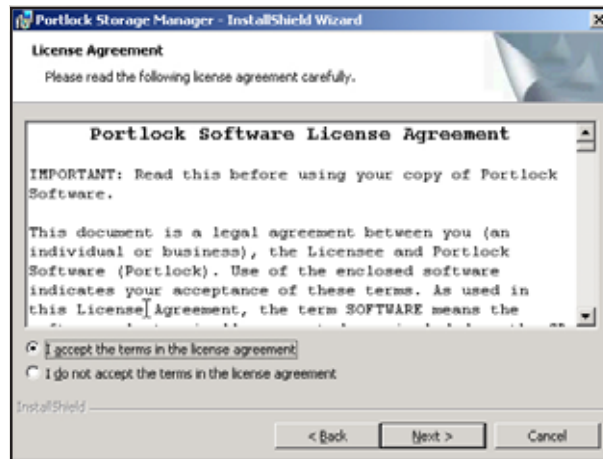 Portlock Storage Manager - InstallShield Wizard
License Agreement
Please read the following license agreement carefully.
Portlock Software License Agreement
IMPORTANT: Read this before using your copy of Portlock
Software.
This document is a legal agreement between you (an
individual or business), the Licensee and Portlock
Software (Portlock). Use of the enclosed software
indicates your acceptance of these terms. As used in
this License Agreement, the term SOFTWARE means the
I accept the terms in the license agreement
I do not accept the terms in the license agreement
InstallShield
< Back
Next >
Cancel